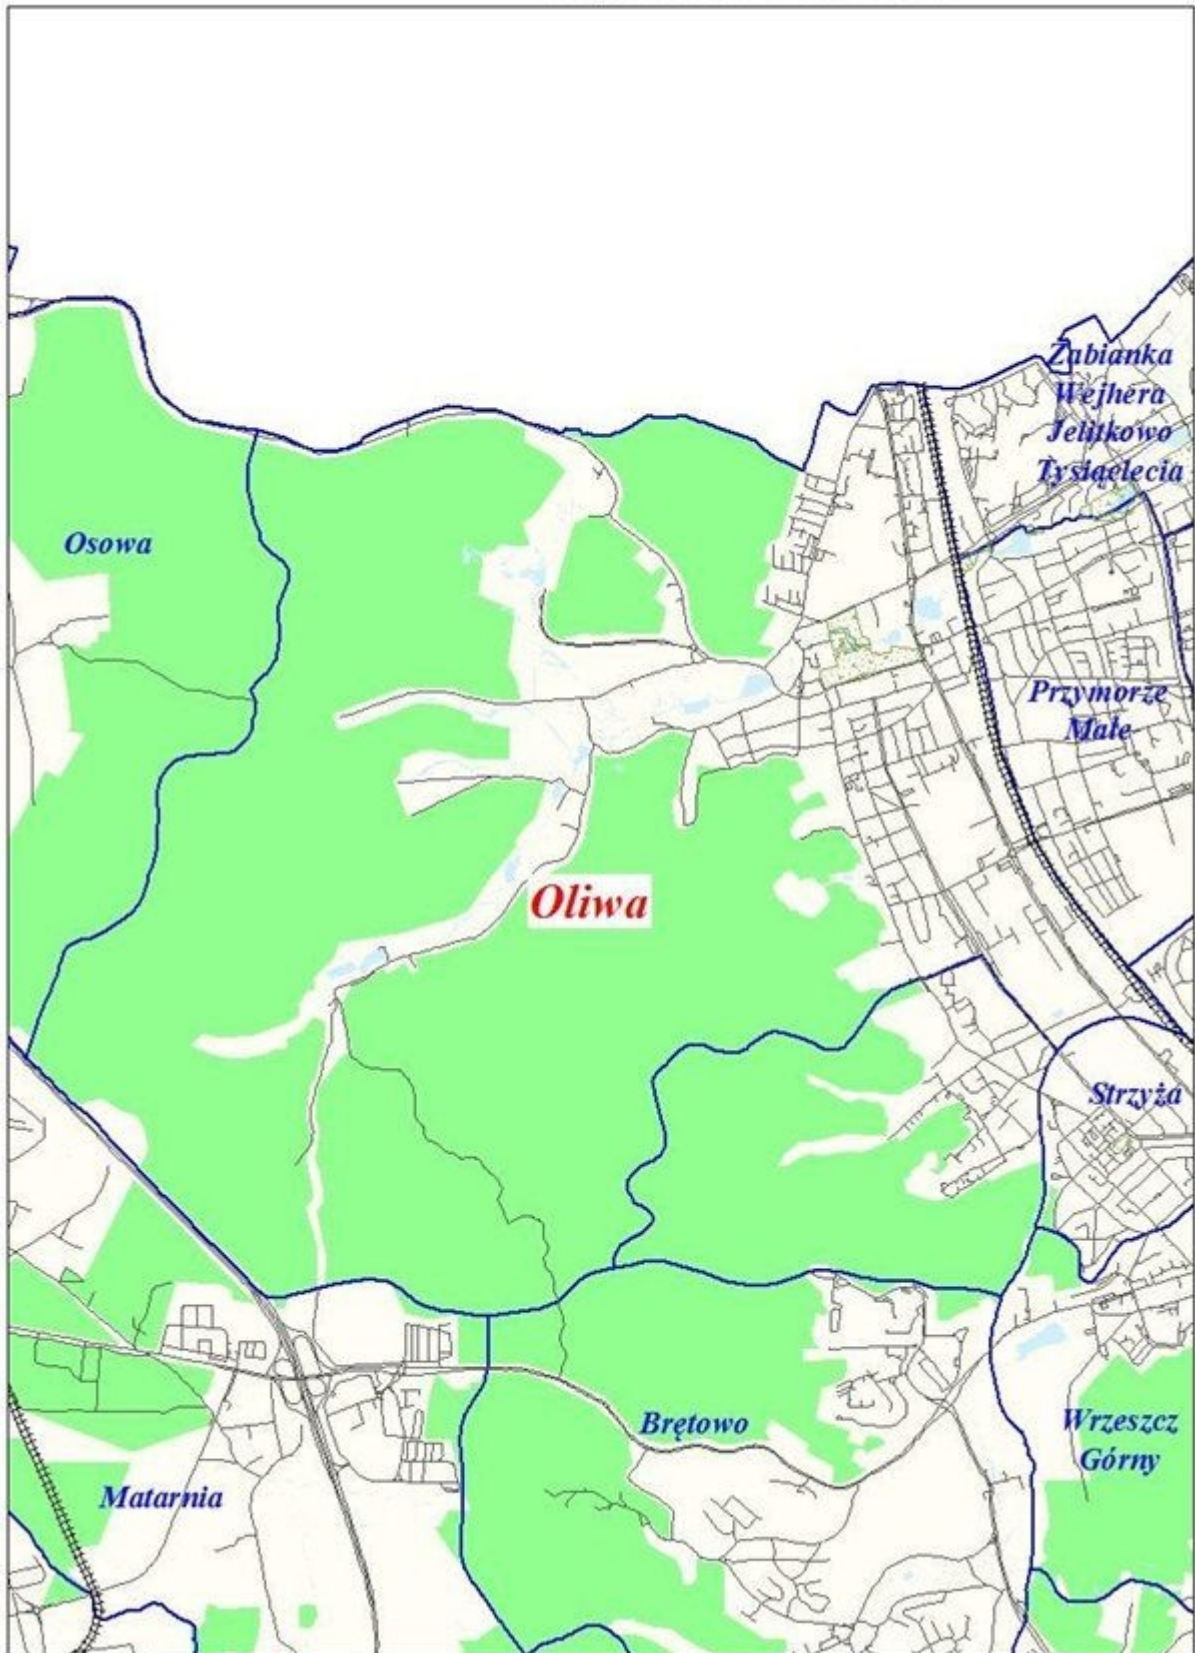 Żabianka
Wejhera
Jelitkowo
Tysiąclecia
Osowa
Przymorze
Małe
Oliwa
Strzyża
Brętowo
Wrzeszcz
Górny
Matarnia